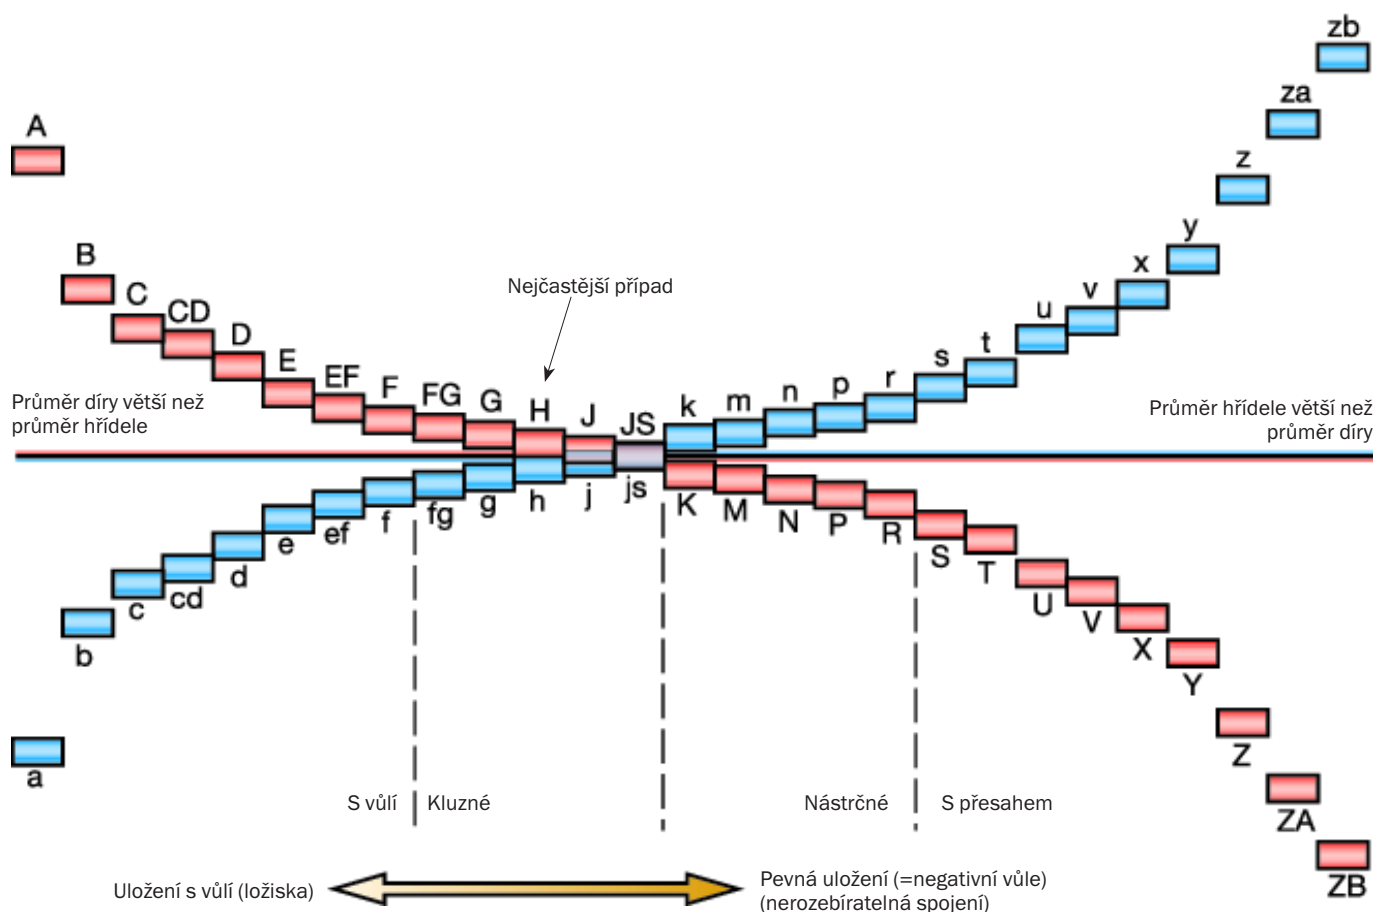 zb
za
A
z
y
B
x
Nejčastější případ
C
v
CD
u
D
t
E
s
EF
r
F
p
FG
n
G
m
H
k
J
JS
Průměr díry větší než
průměr hřídele
Průměr hřídele větší než
průměr díry
a
b
c
cd
d
e
ef
f
fg
g
h
j
js
K
M
N
P
R
S
T
U
V
X
Y
Z
ZA
ZB
S vůlí
Kluzné
Nástrčné
S přesahem
Uložení s vůlí (ložiska)
Pevná uložení (=negativní vůle)
(nerozebíratelná spojení)